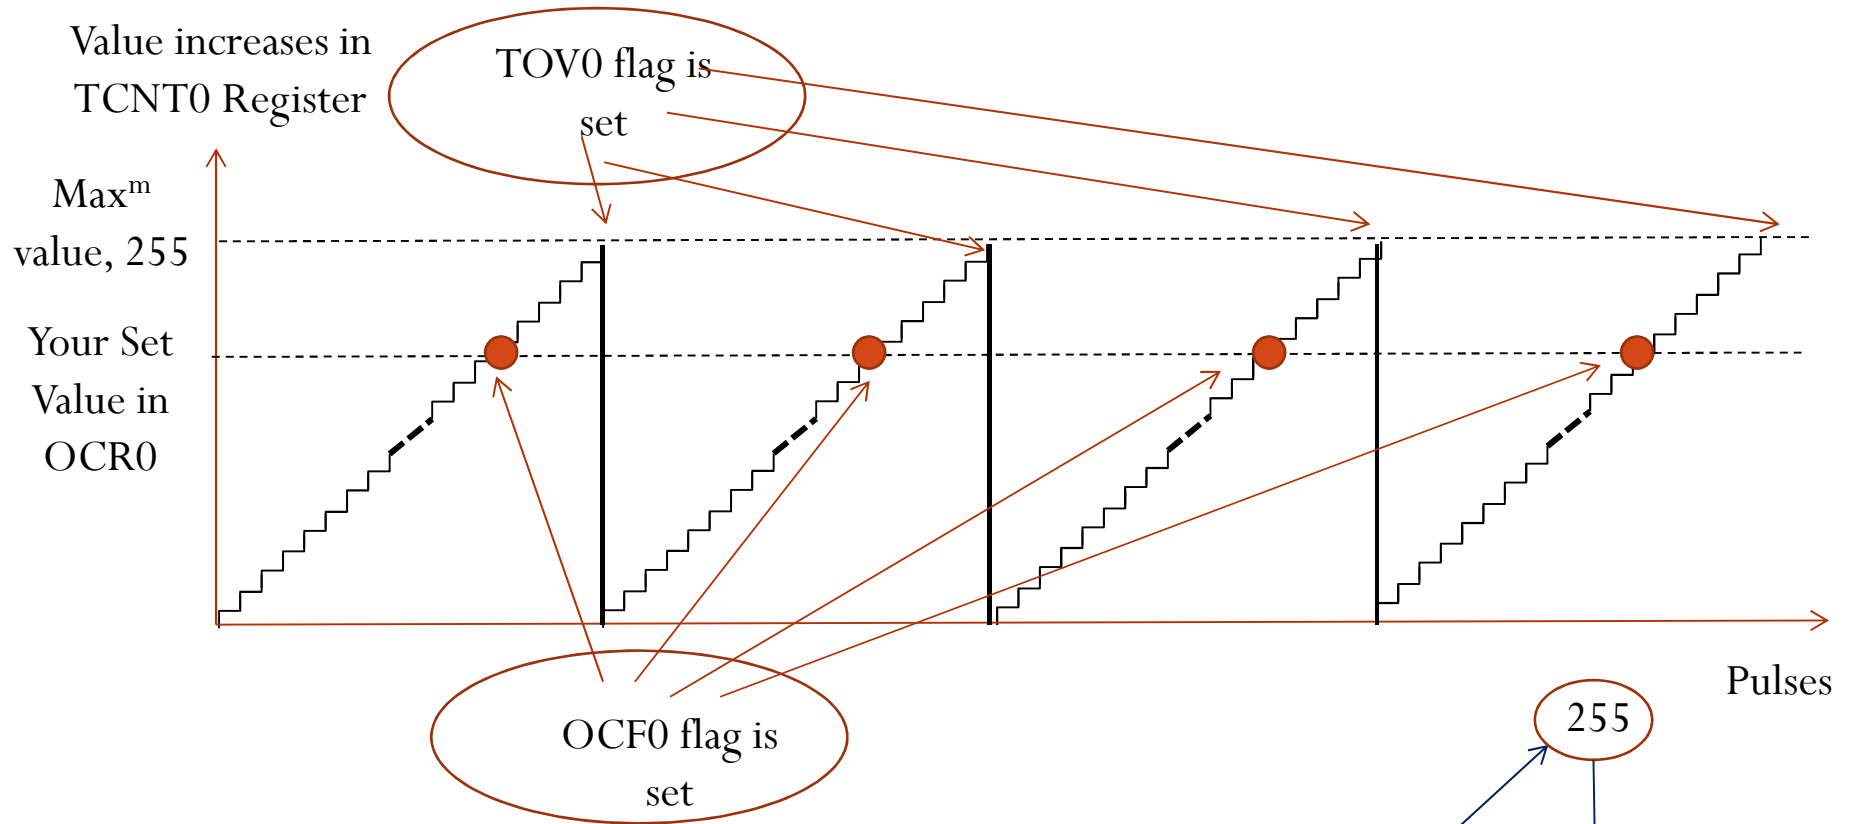 Value increases in
TCNT0 Register
TOV0 flag is
set
Maxᵐ
value, 255
Your Set
Value in
OCR0
Pulses
OCF0 flag is
set
255